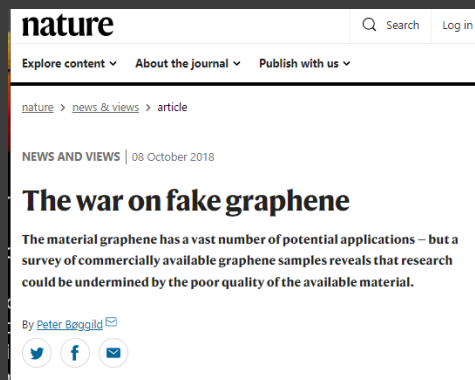 nature
Search
Log in
Explore content
About the journal
Publish with us
nature > news & views > article
NEWS AND VIEWS | 08 October 2018
The war on fake graphene
The material graphene has a vast number of potential applications — but a
survey of commercially available graphene samples reveals that research
could be undermined by the poor quality of the available material.
By Peter Bøggild